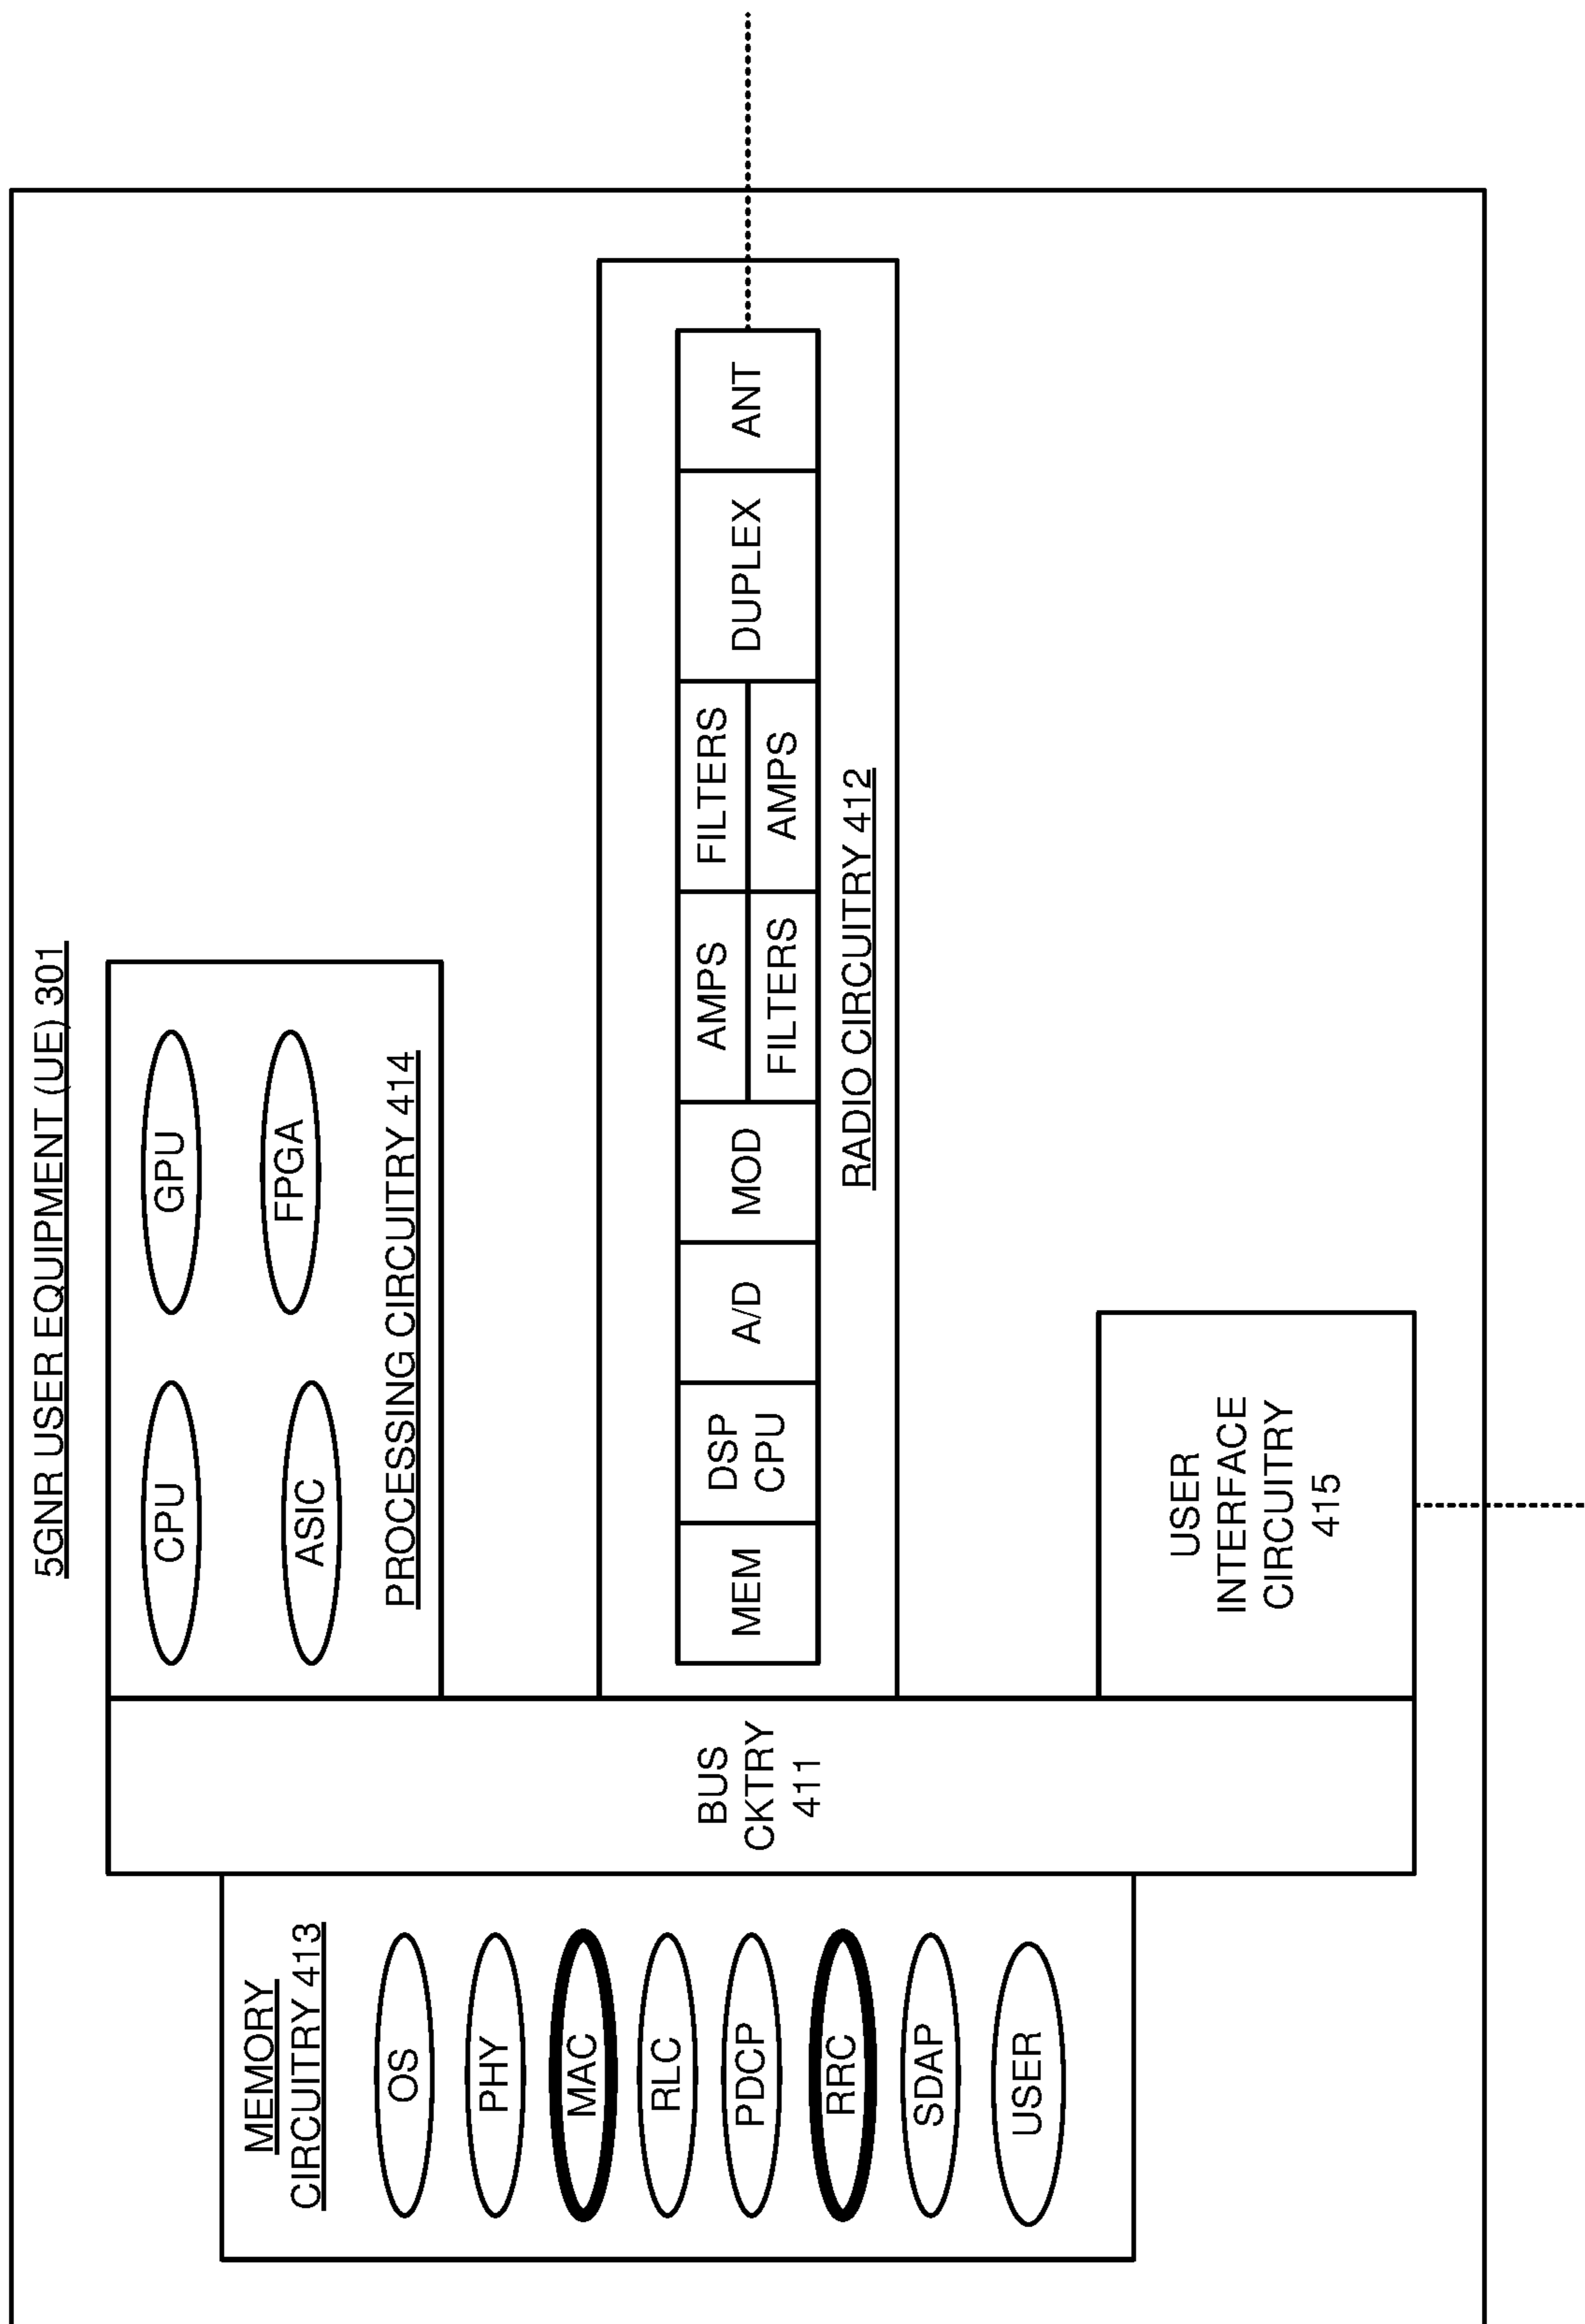 5GNR USER EQUIPMENT (UE) 301
MEMORY
CIRCUITRY 413
OS
PHY
MAC
RLC
PDCP
RRC
SDAP
USER
BUS
CKTRY
411
CPU
GPU
ASIC
FPGA
PROCESSING CIRCUITRY 414
MEM
DSP
CPU
A/D
MOD
AMPS
FILTERS
FILTERS
AMPS
DUPLEX
ANT
RADIO CIRCUITRY 412
USER
INTERFACE
CIRCUITRY
415